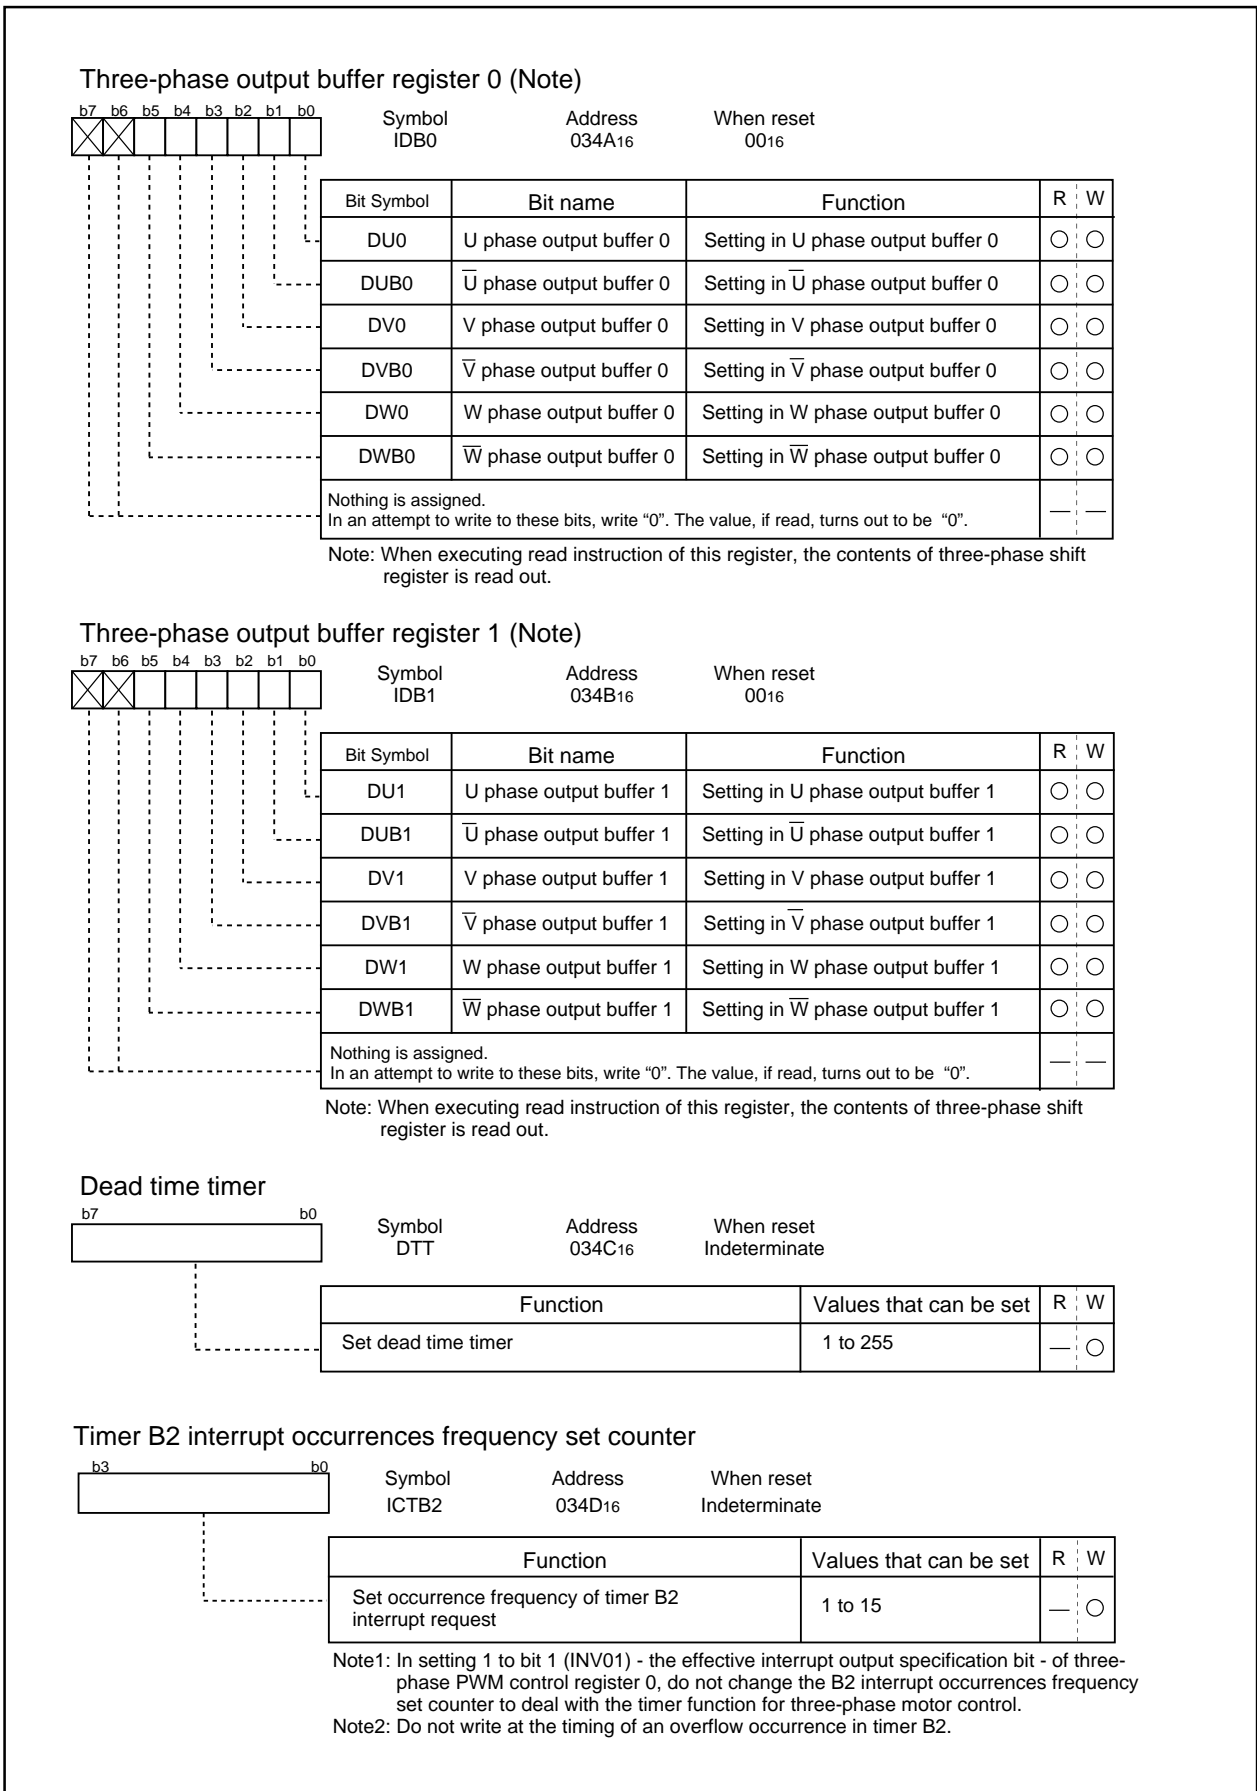 Three-phase output buffer register 0 (Note)
b7 b6 b5 b4 b3 b2 b1 b0
Symbol Address When reset
IDB0 034A16 0016
Bit Symbol Bit name Function R W
DU0 U phase output buffer 0 Setting in U phase output buffer 0 ○ ○
DUB0 U̅ phase output buffer 0 Setting in U̅ phase output buffer 0 ○ ○
DV0 V phase output buffer 0 Setting in V phase output buffer 0 ○ ○
DVB0 V̅ phase output buffer 0 Setting in V̅ phase output buffer 0 ○ ○
DW0 W phase output buffer 0 Setting in W phase output buffer 0 ○ ○
DWB0 W̅ phase output buffer 0 Setting in W̅ phase output buffer 0 ○ ○
Nothing is assigned.
In an attempt to write to these bits, write “0”. The value, if read, turns out to be “0”. — —
Note: When executing read instruction of this register, the contents of three-phase shift
register is read out.
Three-phase output buffer register 1 (Note)
b7 b6 b5 b4 b3 b2 b1 b0
Symbol Address When reset
IDB1 034B16 0016
Bit Symbol Bit name Function R W
DU1 U phase output buffer 1 Setting in U phase output buffer 1 ○ ○
DUB1 U̅ phase output buffer 1 Setting in U̅ phase output buffer 1 ○ ○
DV1 V phase output buffer 1 Setting in V phase output buffer 1 ○ ○
DVB1 V̅ phase output buffer 1 Setting in V̅ phase output buffer 1 ○ ○
DW1 W phase output buffer 1 Setting in W phase output buffer 1 ○ ○
DWB1 W̅ phase output buffer 1 Setting in W̅ phase output buffer 1 ○ ○
Nothing is assigned.
In an attempt to write to these bits, write “0”. The value, if read, turns out to be “0”. — —
Note: When executing read instruction of this register, the contents of three-phase shift
register is read out.
Dead time timer
b7 b0
Symbol Address When reset
DTT 034C16 Indeterminate
Function Values that can be set R W
Set dead time timer 1 to 255 — ○
Timer B2 interrupt occurrences frequency set counter
b3 b0
Symbol Address When reset
ICTB2 034D16 Indeterminate
Function Values that can be set R W
Set occurrence frequency of timer B2
interrupt request 1 to 15 — ○
Note1: In setting 1 to bit 1 (INV01) - the effective interrupt output specification bit - of three-
phase PWM control register 0, do not change the B2 interrupt occurrences frequency
set counter to deal with the timer function for three-phase motor control.
Note2: Do not write at the timing of an overflow occurrence in timer B2.